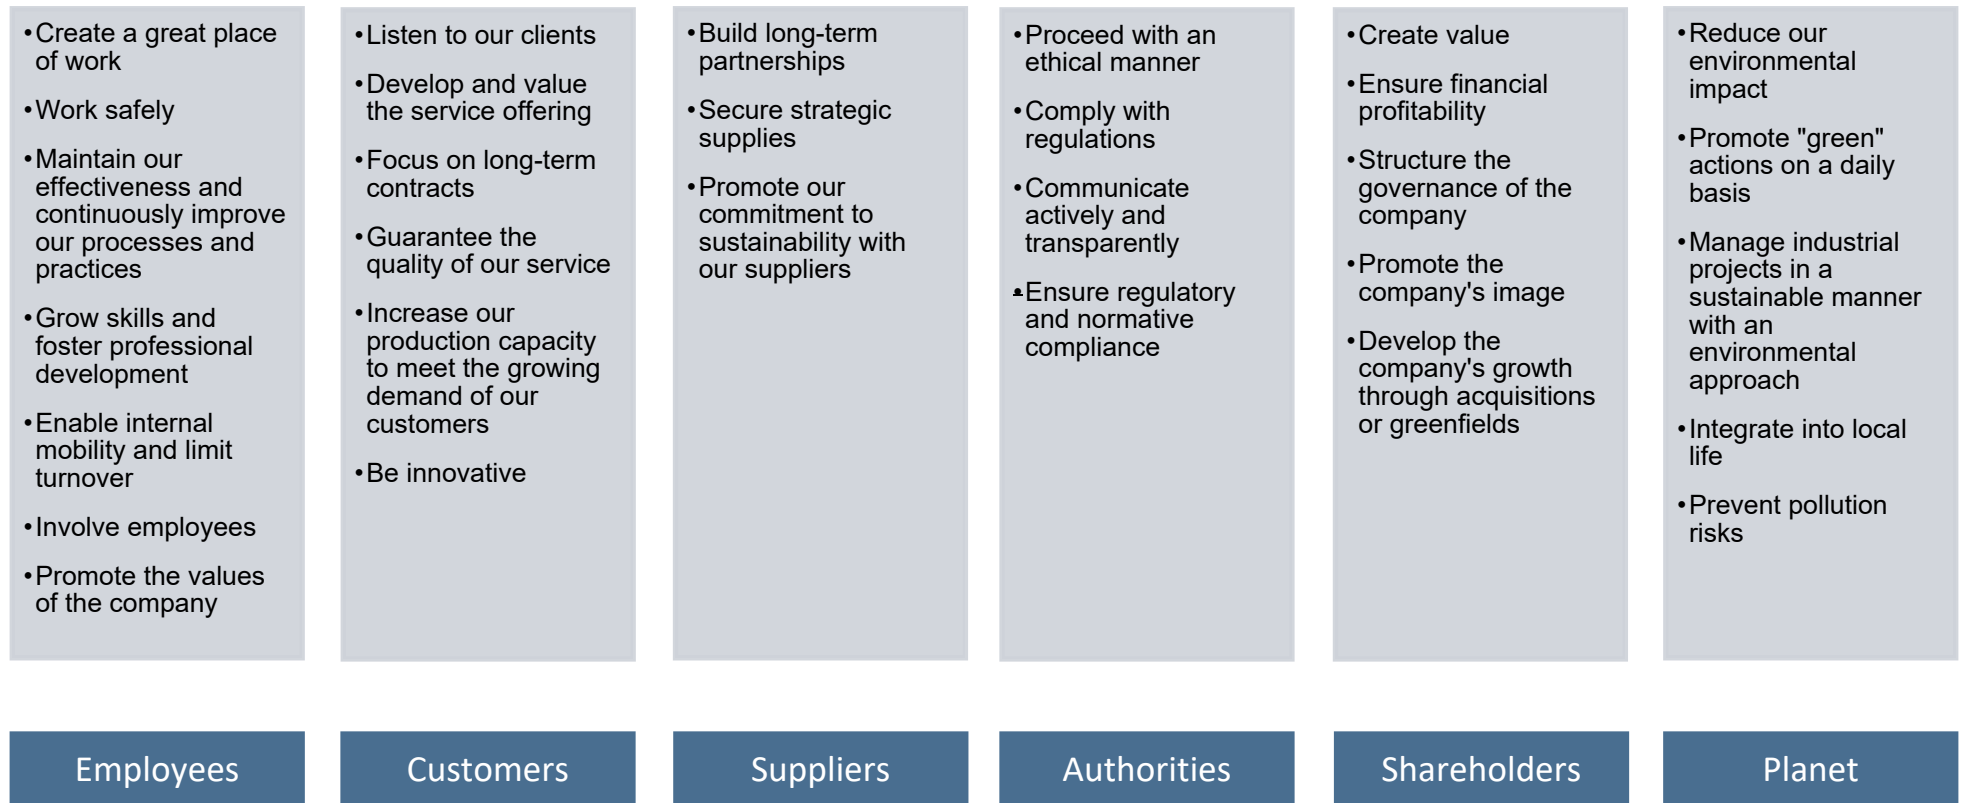 •Create a great place
of work
•Work safely
•Maintain our
effectiveness and
continuously improve
our processes and
practices
•Grow skills and
foster professional
development
•Enable internal
mobility and limit
turnover
•Involve employees
•Promote the values
of the company
Employees
•Listen to our clients
•Develop and value
the service offering
•Focus on long-term
contracts
•Guarantee the
quality of our service
•Increase our
production capacity
to meet the growing
demand of our
customers
•Be innovative
Customers
•Build long-term
partnerships
•Secure strategic
supplies
•Promote our
commitment to
sustainability with
our suppliers
Suppliers
•Proceed with an
ethical manner
•Comply with
regulations
•Communicate
actively and
transparently
•Ensure regulatory
and normative
compliance
Authorities
•Create value
•Ensure financial
profitability
•Structure the
governance of the
company
•Promote the
company's image
•Develop the
company's growth
through acquisitions
or greenfields
Shareholders
•Reduce our
environmental
impact
•Promote "green"
actions on a daily
basis
•Manage industrial
projects in a
sustainable manner
with an
environmental
approach
•Integrate into local
life
•Prevent pollution
risks
Planet